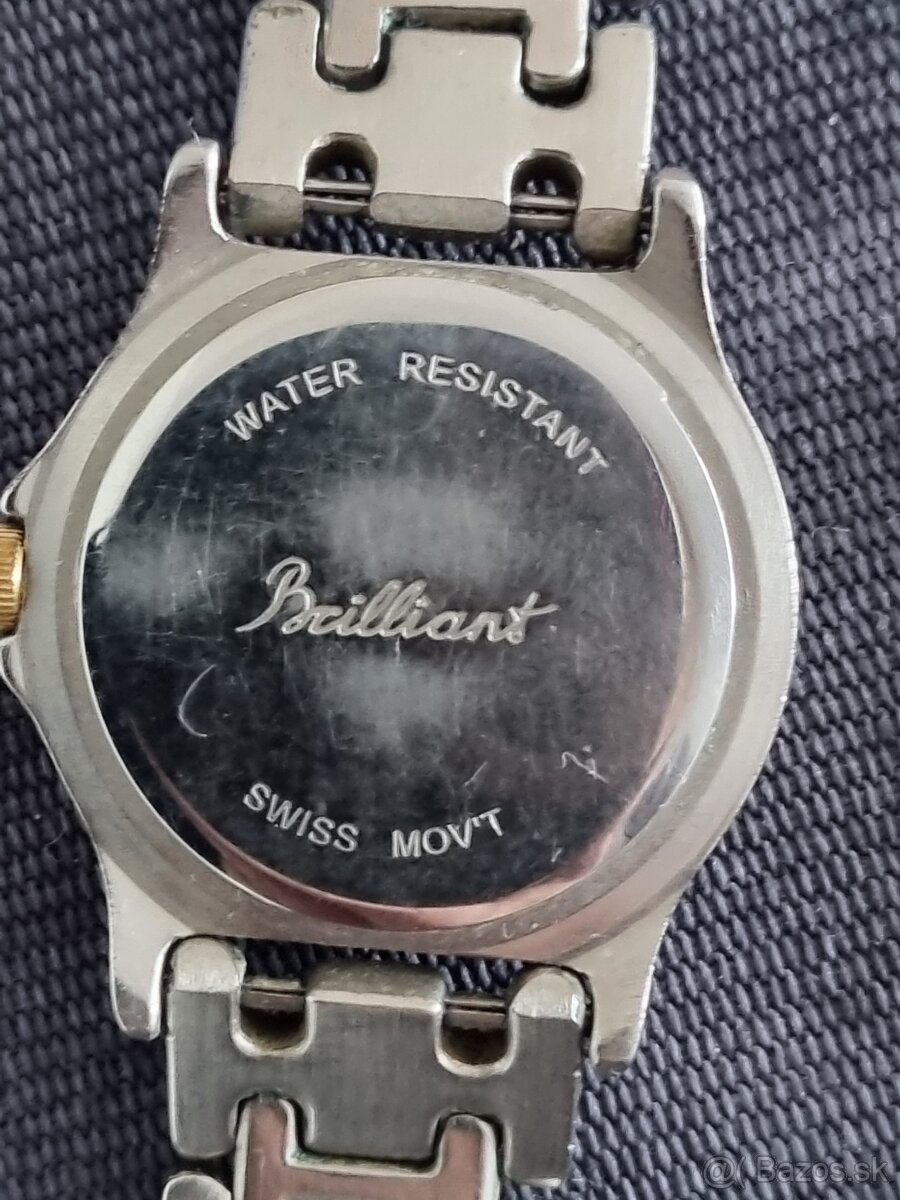 WATER RESISTANT
Brilliant
SWISS MOV'T
@( Bazos.sk